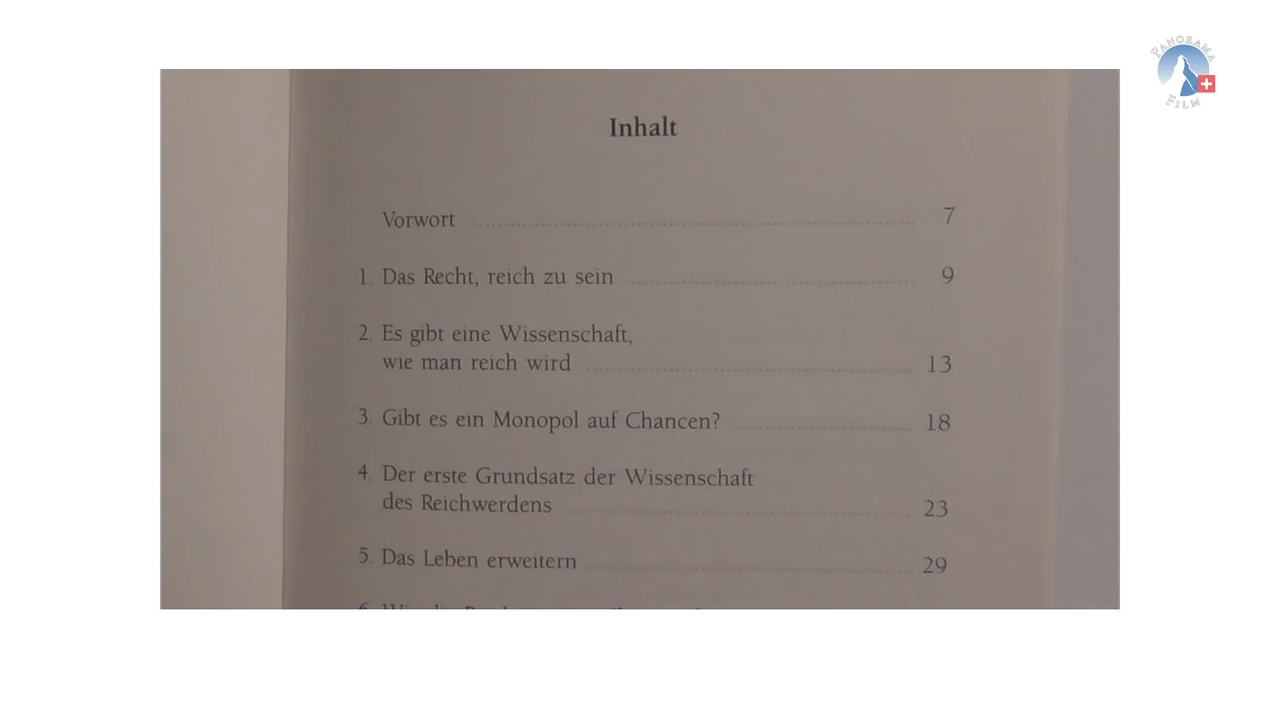 PANORAMA
FILM
Inhalt
Vorwort 7
1. Das Recht, reich zu sein 9
2. Es gibt eine Wissenschaft,
wie man reich wird 13
3. Gibt es ein Monopol auf Chancen? 18
4. Der erste Grundsatz der Wissenschaft
des Reichwerdens 23
5. Das Leben erweitern 29